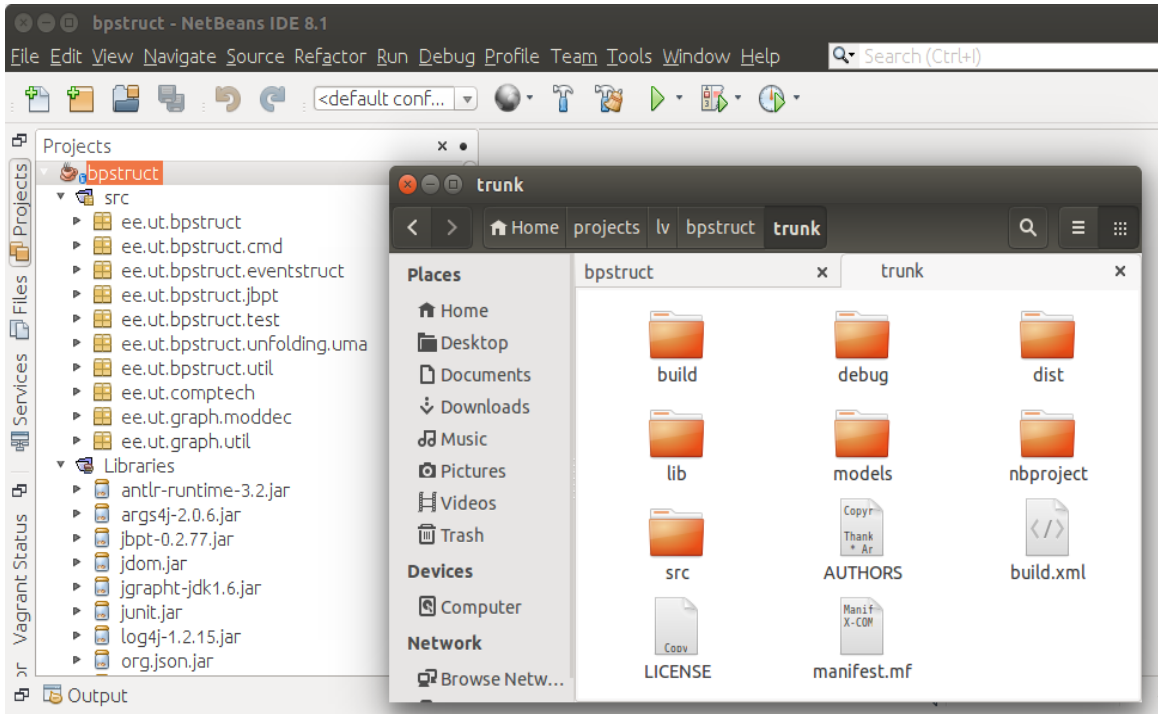 bpstruct - NetBeans IDE 8.1
File Edit View Navigate Source Refactor Run Debug Profile Team Tools Window Help
Search (Ctrl+I)
<default conf...
Projects
Files
Services
Vagrant Status
Projects
bpstruct
src
ee.ut.bpstruct
ee.ut.bpstruct.cmd
ee.ut.bpstruct.eventstruct
ee.ut.bpstruct.jbpt
ee.ut.bpstruct.test
ee.ut.bpstruct.unfolding.uma
ee.ut.bpstruct.util
ee.ut.comptech
ee.ut.graph.moddec
ee.ut.graph.util
Libraries
antlr-runtime-3.2.jar
args4j-2.0.6.jar
jbpt-0.2.77.jar
jdom.jar
jgrapht-jdk1.6.jar
junit.jar
log4j-1.2.15.jar
org.json.jar
Output
trunk
Home projects lv bpstruct trunk
Places
Home
Desktop
Documents
Downloads
Music
Pictures
Videos
Trash
Devices
Computer
Network
Browse Netw...
bpstruct trunk
build debug dist
lib models nbproject
Copyr
Thank
* Ar
</>
src AUTHORS build.xml
Manif
X-COM
Copy
LICENSE manifest.mf